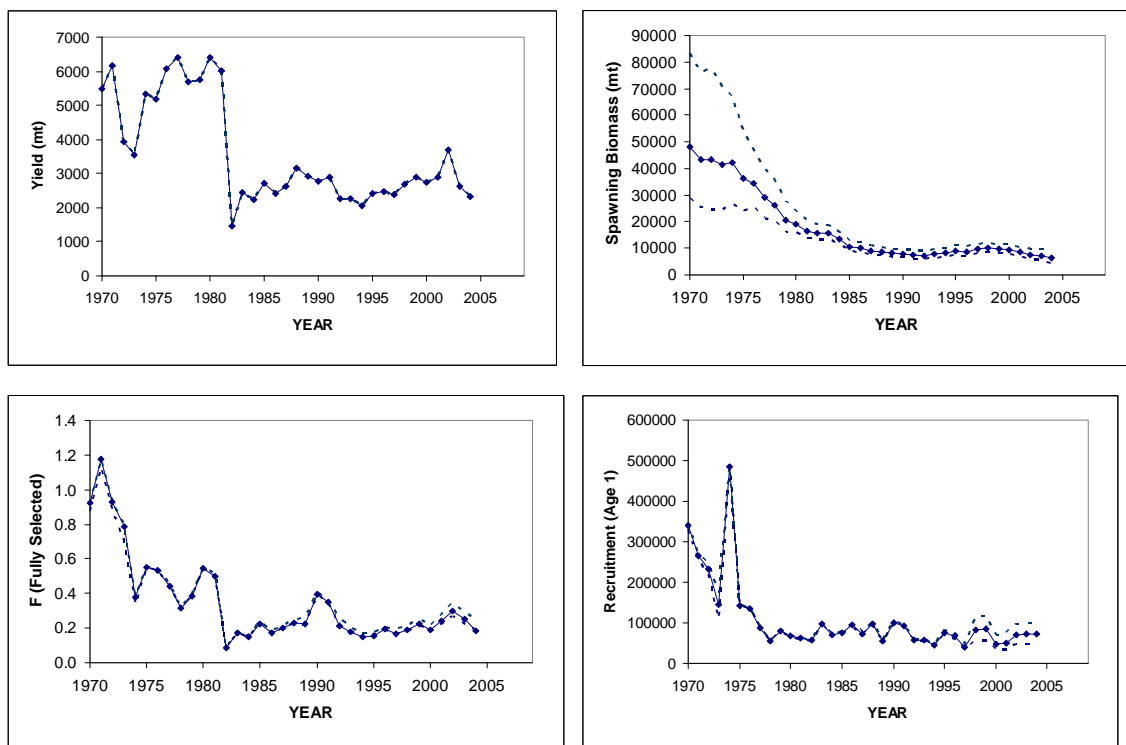 7000
6000
5000
4000
3000
2000
1000
0
Yield (mt)
1970 1975 1980 1985 1990 1995 2000 2005
YEAR
90000
80000
70000
60000
50000
40000
30000
20000
10000
0
Spawning Biomass (mt)
1970 1975 1980 1985 1990 1995 2000 2005
YEAR
1.4
1.2
1.0
0.8
0.6
0.4
0.2
0.0
F (Fully Selected)
1970 1975 1980 1985 1990 1995 2000 2005
YEAR
600000
500000
400000
300000
200000
100000
0
Recruitment (Age 1)
1970 1975 1980 1985 1990 1995 2000 2005
YEAR